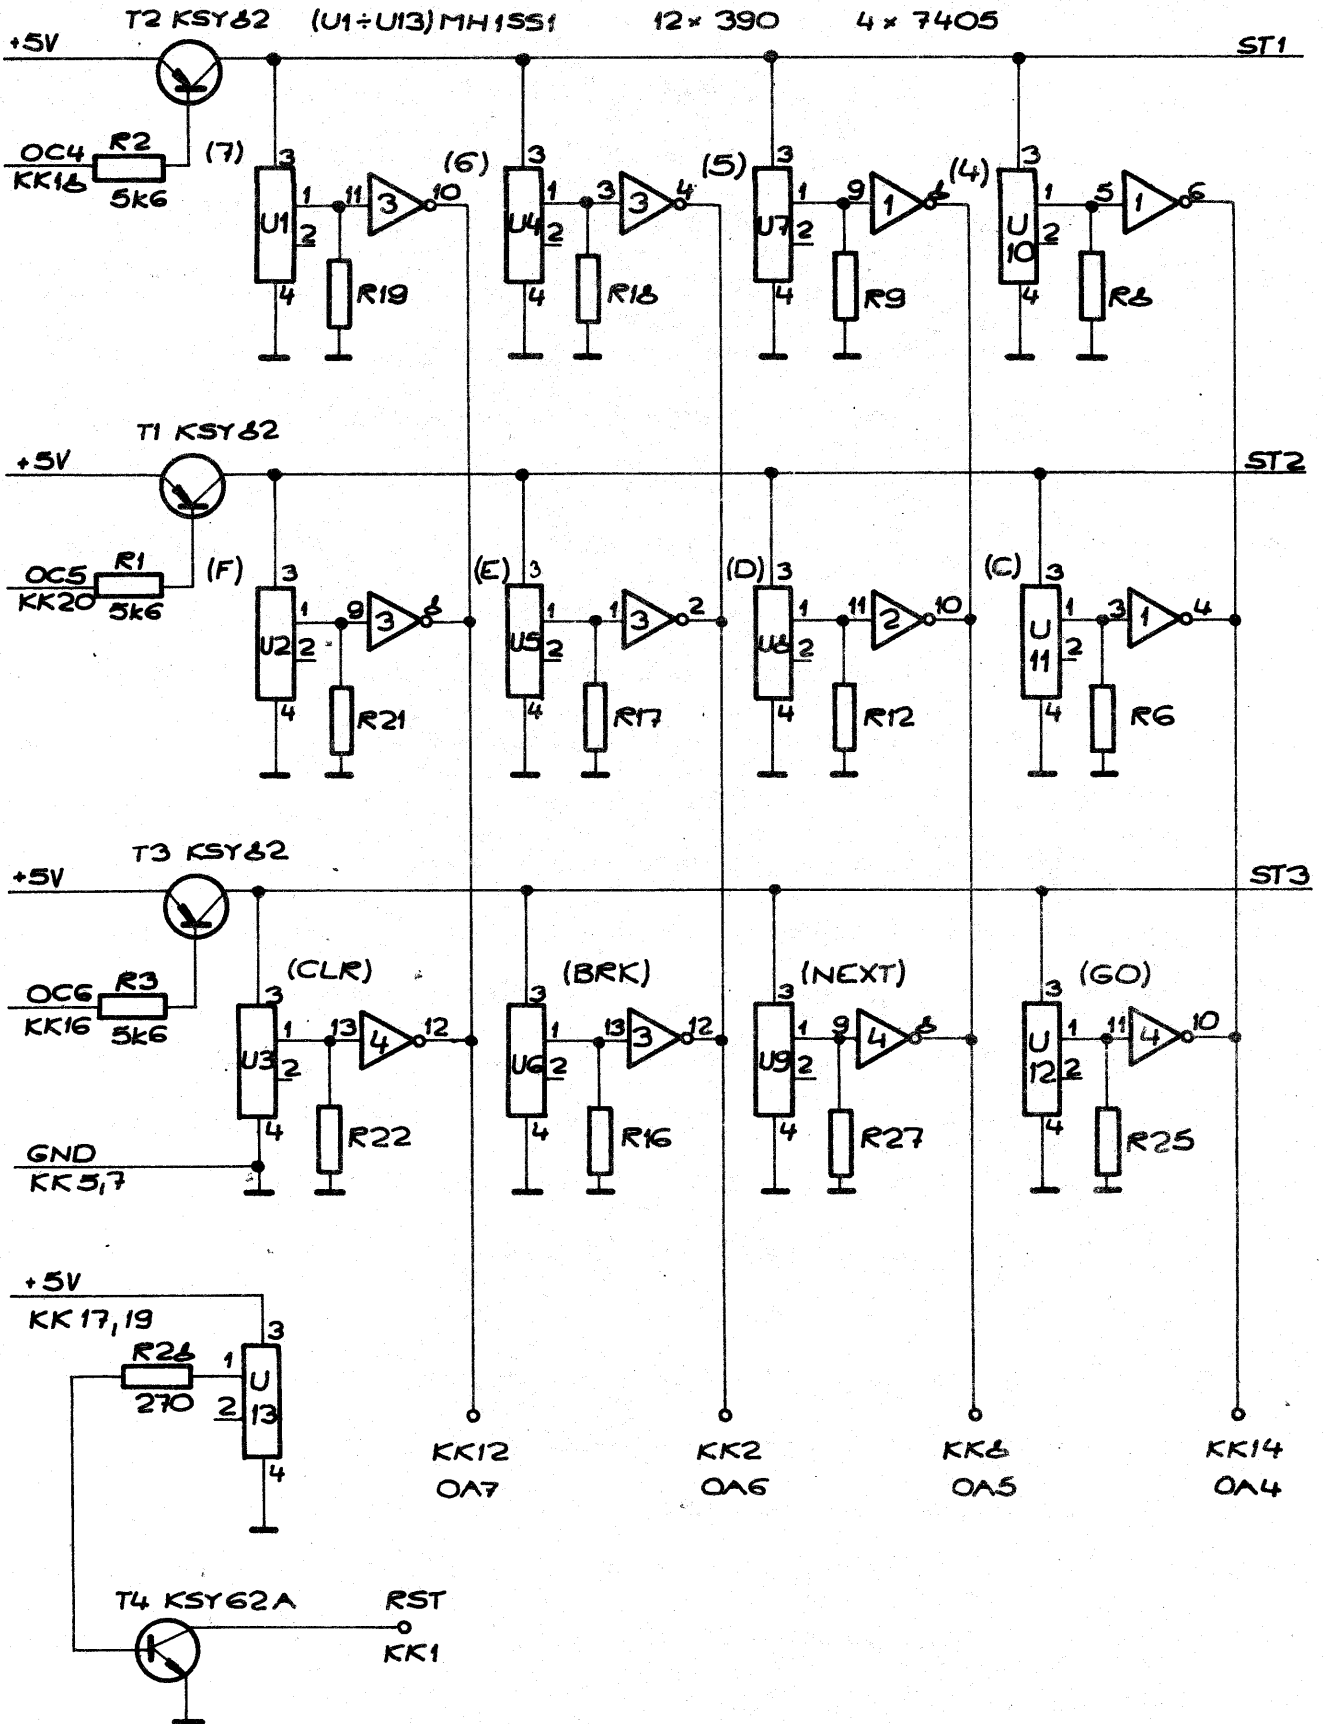 T2 KSY82 (U1÷U13) MH1SS1 12× 390 4 × 7405
+5V ST1
OC4 R2 (7) 3 (6) 3 (5) 3 (4) 3
KK18 5k6
1 11 3 10 1 3 3 4 1 9 1 8 1 5 1 6
U1 2 U4 2 U7 2 U 2
10
4 R19 4 R18 4 R9 4 R8
T1 KSY82
+5V ST2
OC5 R1 (F) 3 (E) 3 (D) 3 (C) 3
KK20 5k6
1 9 3 8 1 1 3 2 1 11 2 10 1 3 1 4
U2 2 U5 2 U8 2 U 2
11
4 R21 4 R17 4 R12 4 R6
T3 KSY82
+5V ST3
(CLR) (BRK) (NEXT) (GO)
OC6 R3 3 3 3 3
KK16 5k6
1 13 4 12 1 13 3 12 1 9 4 8 1 11 4 10
U3 2 U6 2 U9 2 U 2
12
4 R22 4 R16 4 R27 4 R25
GND
KK5,7
+5V
KK17,19
3
R28 1 U
270 2 13
4
KK12 KK2 KK8 KK14
OA7 OA6 OA5 OA4
T4 KSY62A RST
KK1